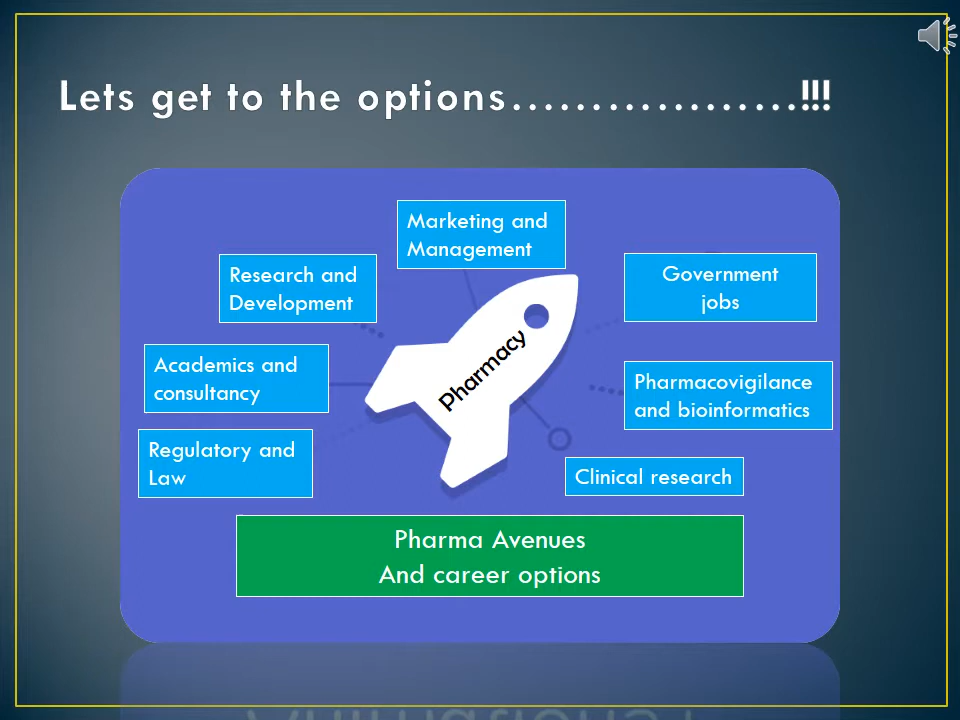 Lets get to the options………………!!!
Marketing and
Management
Research and
Development
Government
jobs
Academics and
consultancy
Pharmacy
Pharmacovigilance
and bioinformatics
Regulatory and
Law
Clinical research
Pharma Avenues
And career options